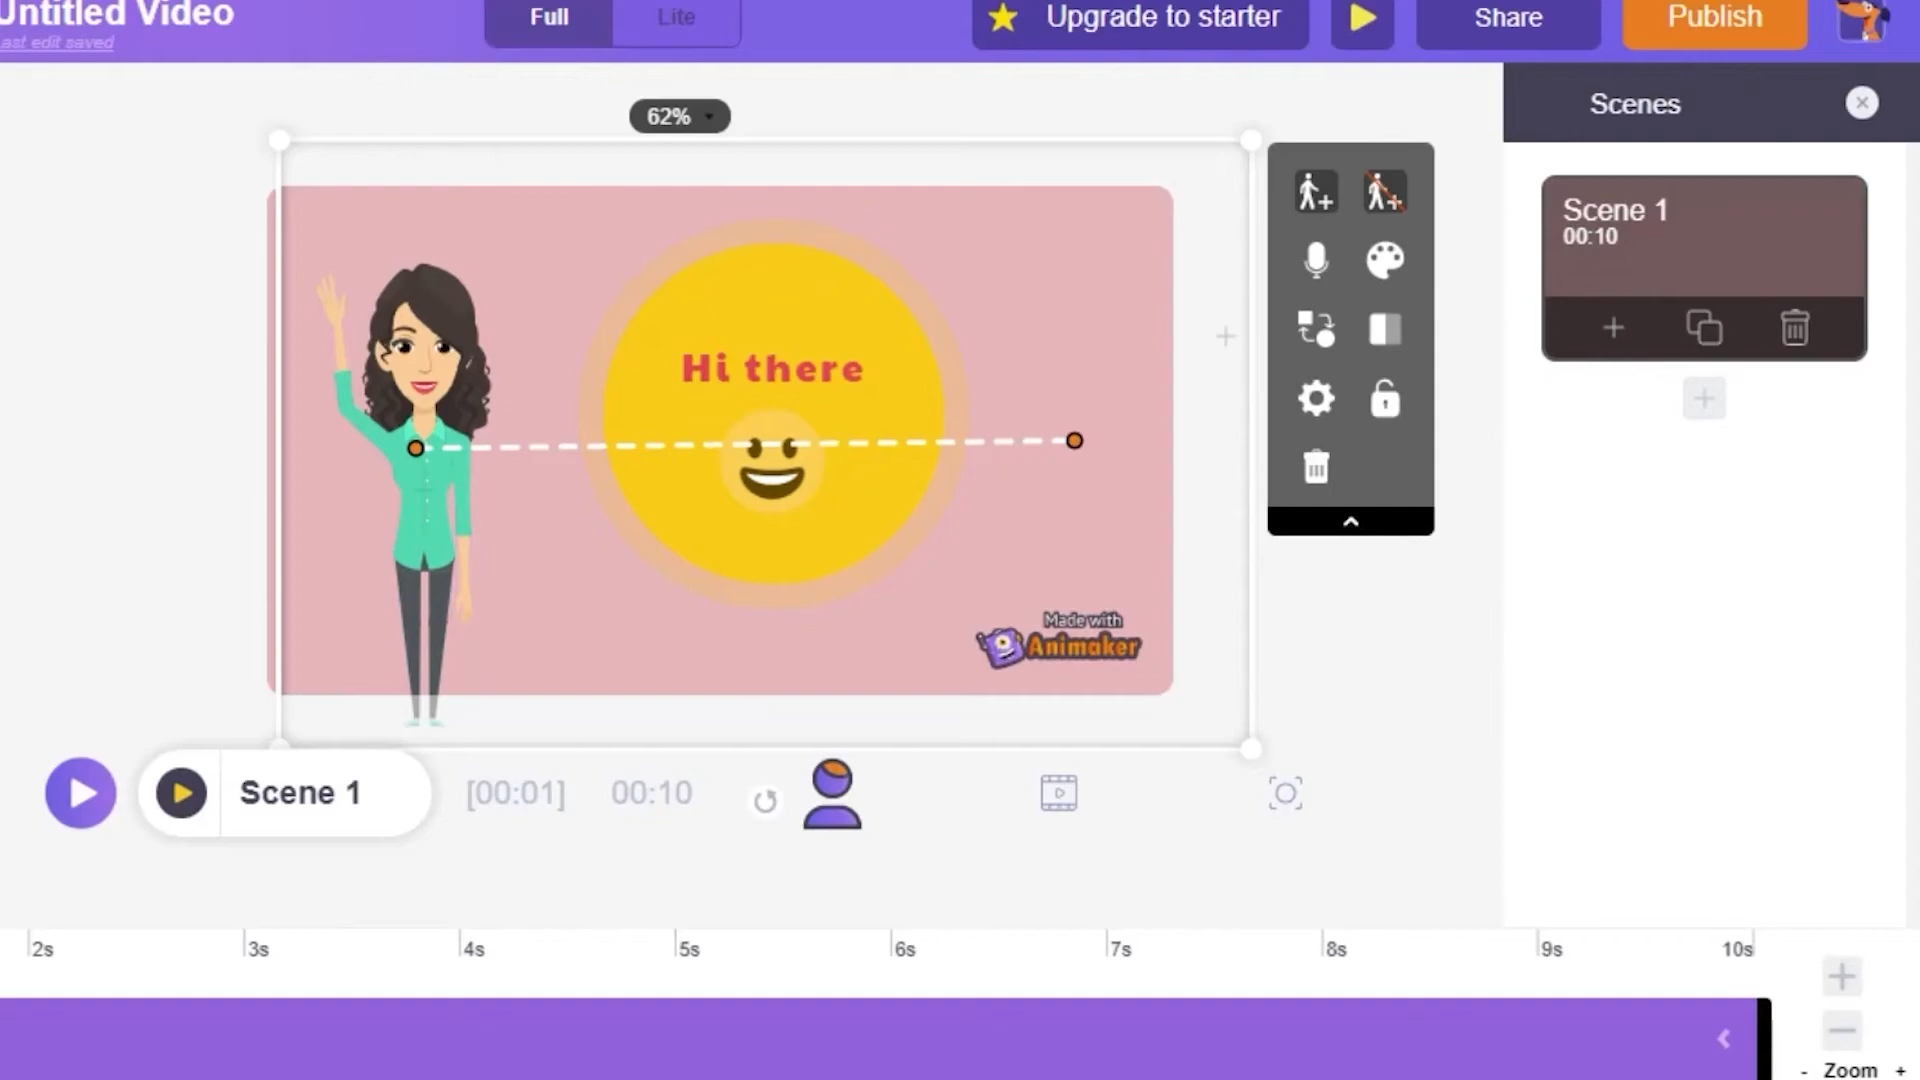 Untitled Video
ast edit saved
Full
Lite
Upgrade to starter
Share
Publish
62%
Scenes
Scene 1
00:10
Hi there
Made with
Animaker
Scene 1
[00:01]
00:10
2s
3s
4s
5s
6s
7s
8s
9s
10s
- Zoom +